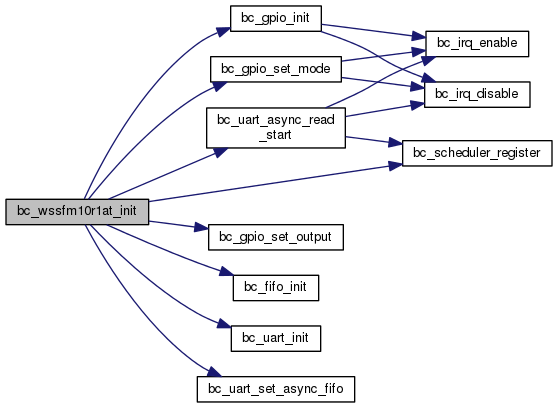 bc_gpio_init
bc_irq_enable
bc_gpio_set_mode
bc_irq_disable
bc_uart_async_read
_start
bc_scheduler_register
bc_wssfm10r1at_init
bc_gpio_set_output
bc_fifo_init
bc_uart_init
bc_uart_set_async_fifo